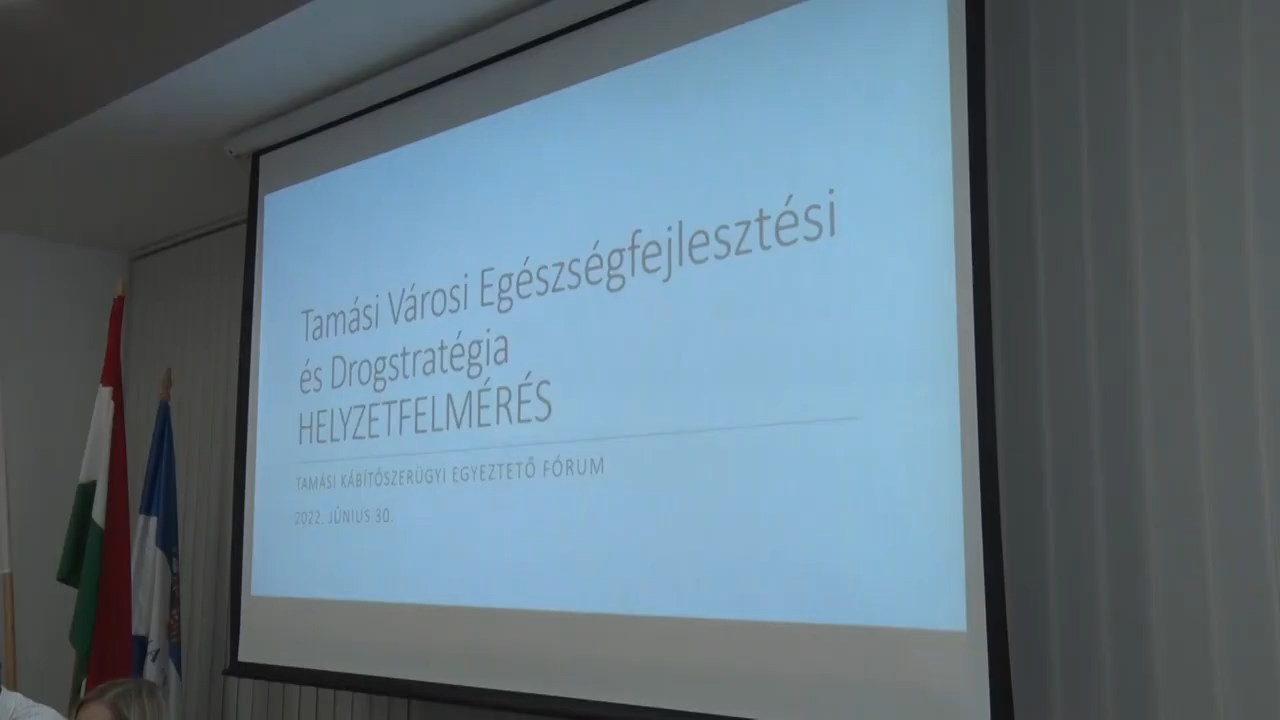 Tamási Városi Egészségfejlesztési
és Drogstratégia
HELYZETFELMÉRÉS
TAMÁSI KÁBÍTÓSZERÜGYI EGYEZTETŐ FÓRUM
2022. JÚNIUS 30.